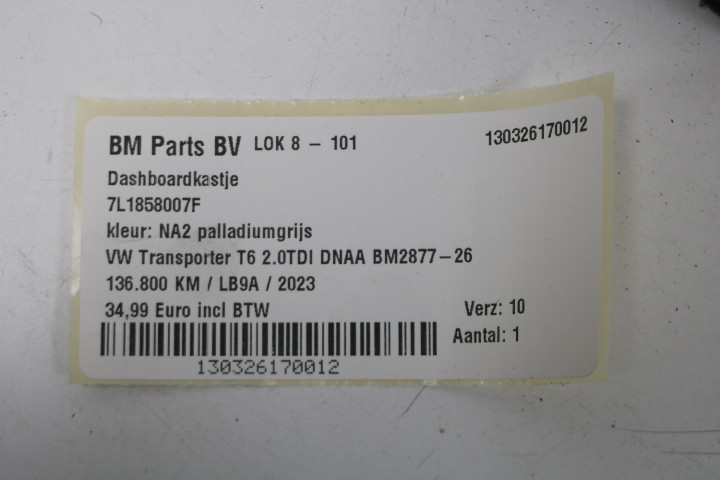 BM Parts BV LOK 8 - 101
130326170012
Dashboardkastje
7L1858007F
kleur: NA2 palladiumgrijs
VW Transporter T6 2.0TDI DNAA BM2877-26
136.800 KM / LB9A / 2023
34,99 Euro incl BTW
Verz: 10
Aantal: 1
130326170012